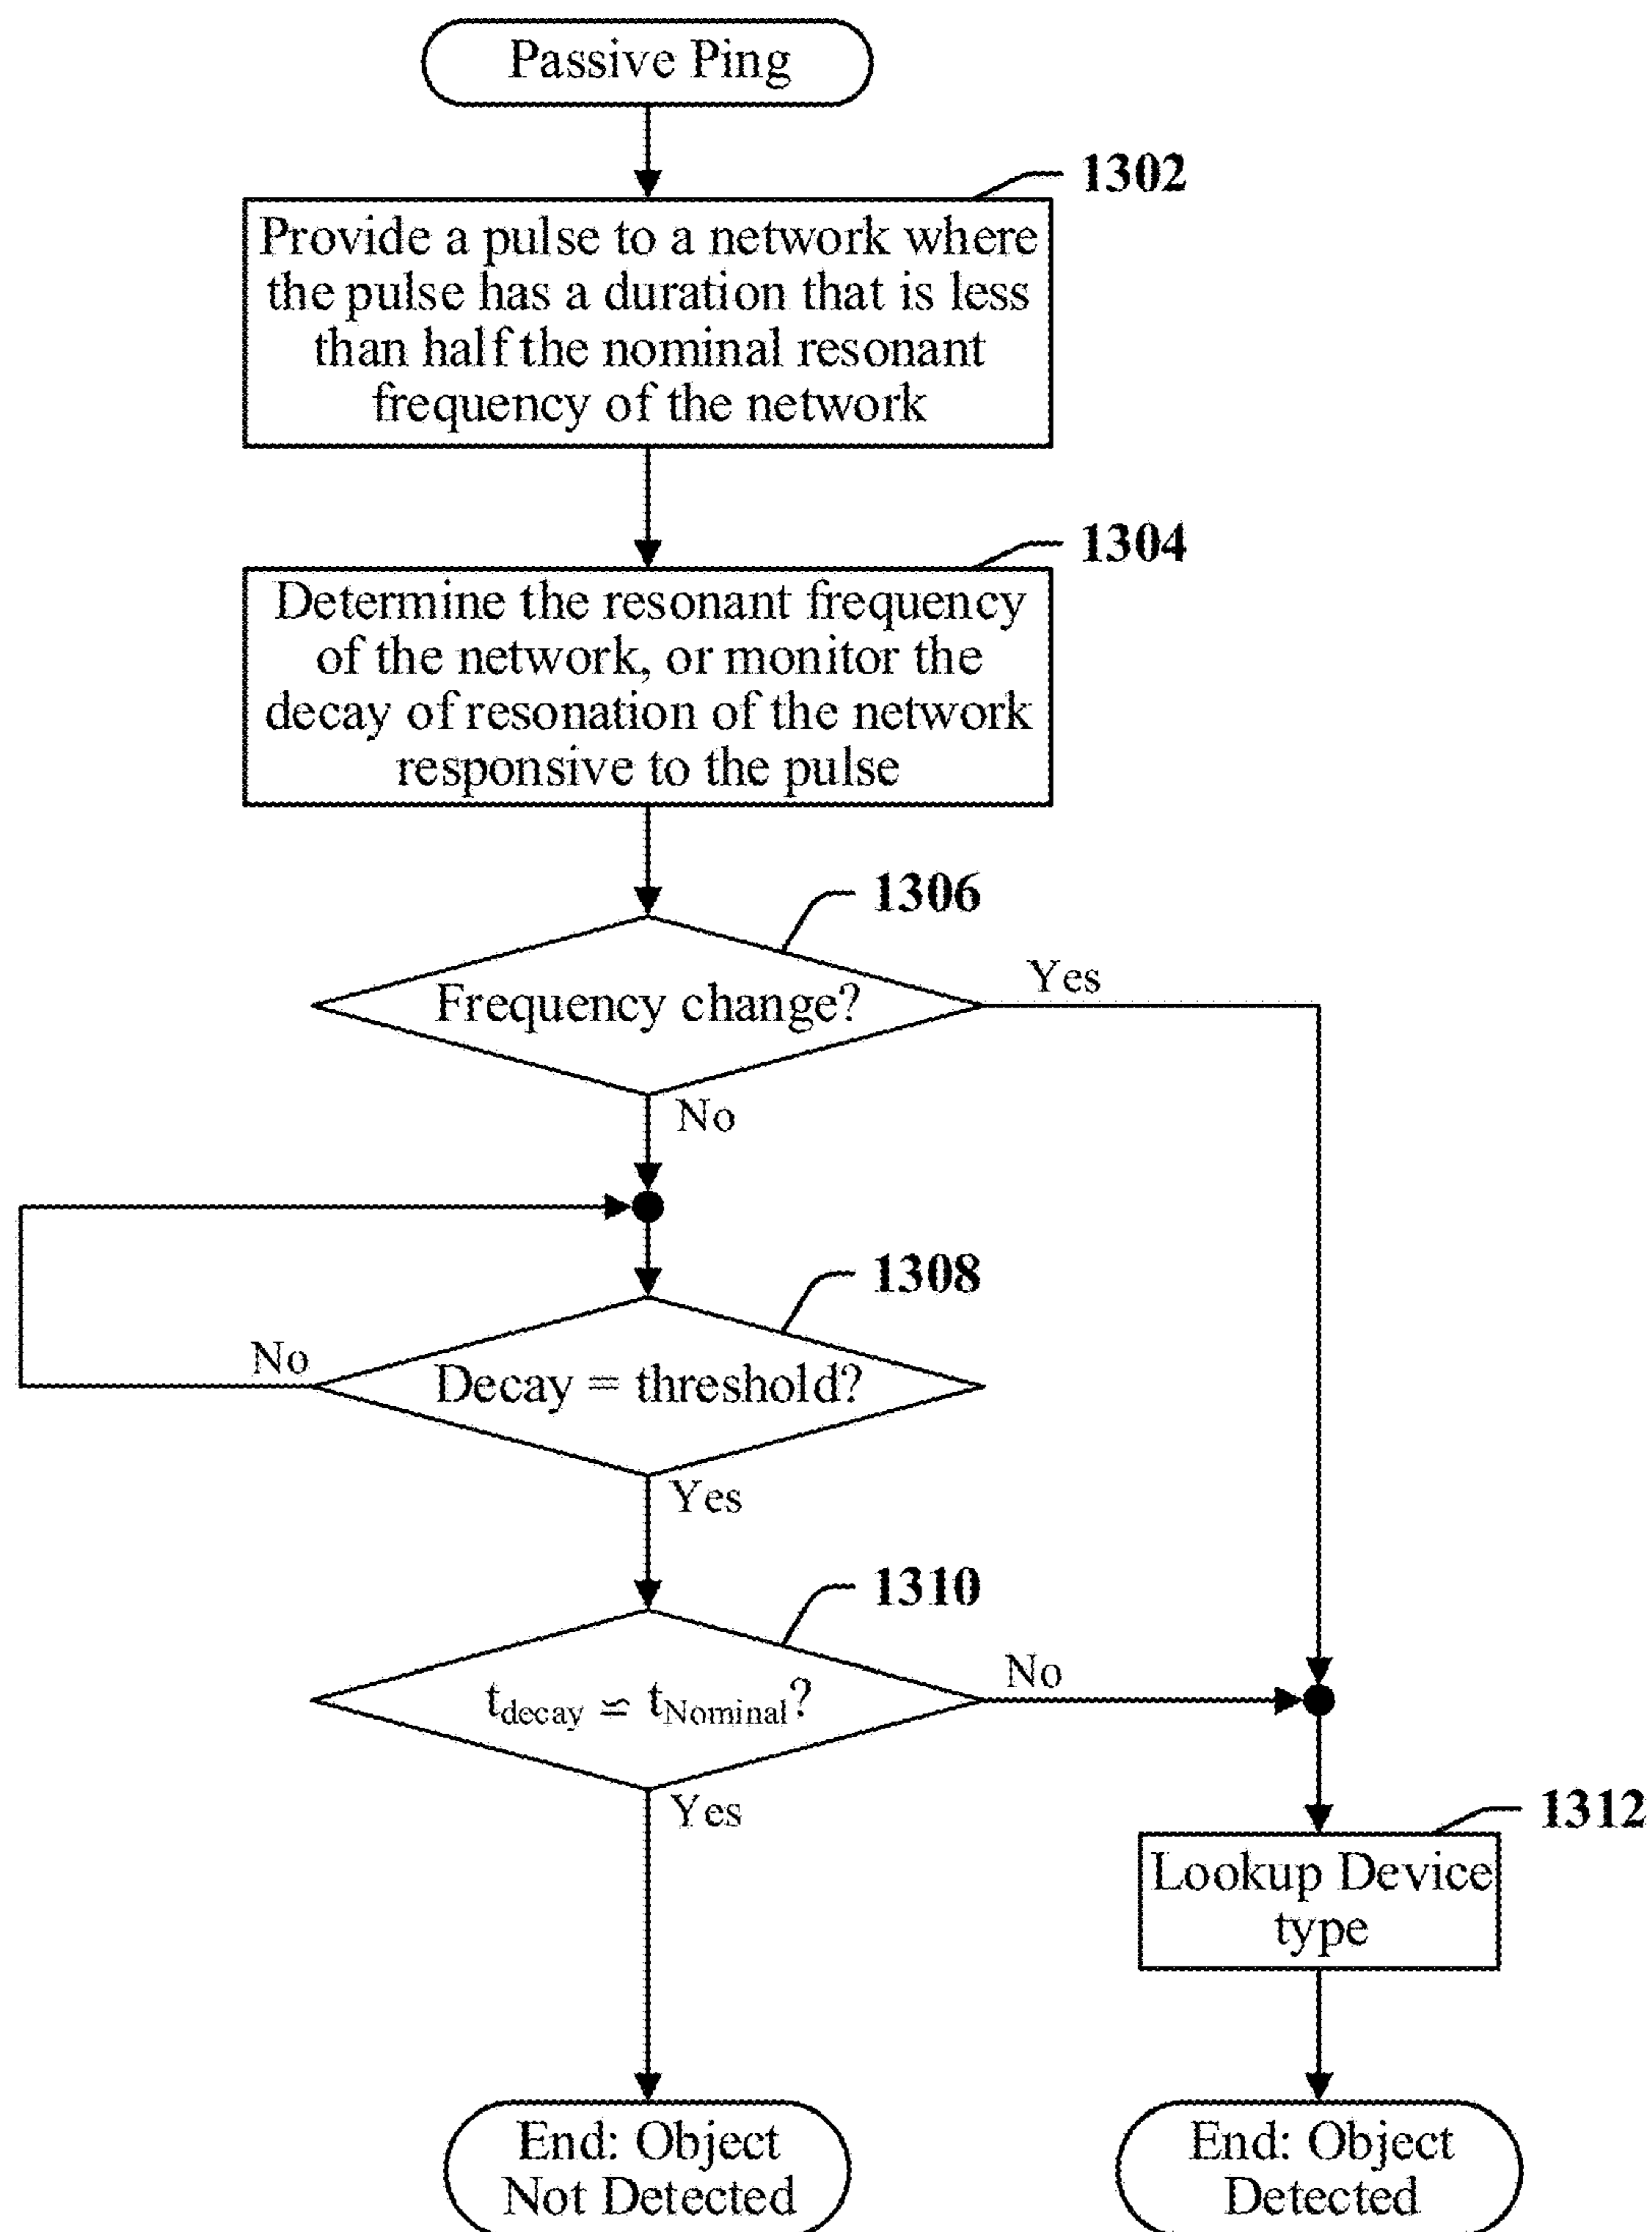 Passive Ping
1302
Provide a pulse to a network where
the pulse has a duration that is less
than half the nominal resonant
frequency of the network
1304
Determine the resonant frequency
of the network, or monitor the
decay of resonation of the network
responsive to the pulse
1306
Frequency change?
Yes
No
1308
Decay = threshold?
No
Yes
1310
tdecay ≌ tNominal?
No
Yes
1312
Lookup Device
type
End: Object
Not Detected
End: Object
Detected